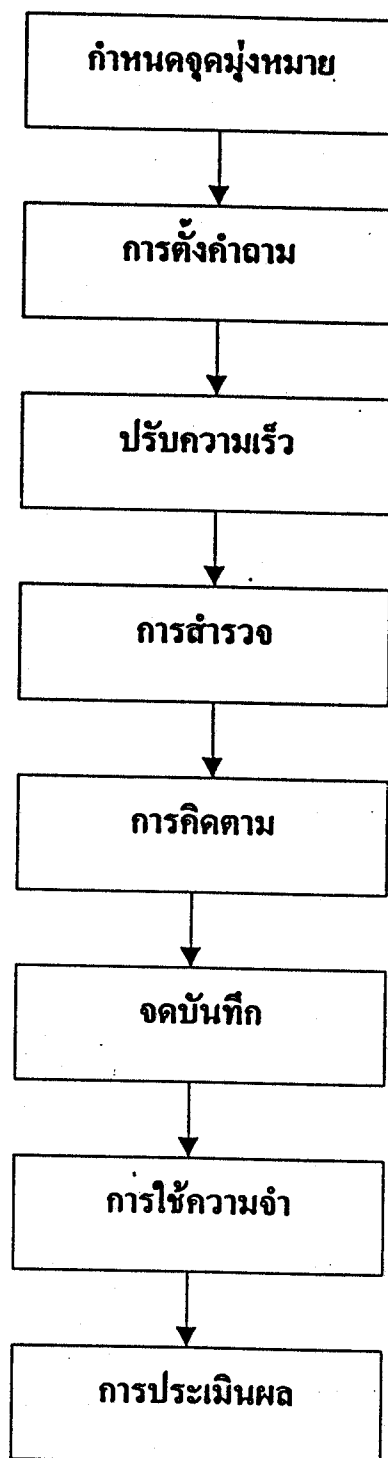 กำหนดจุดมุ่งหมาย
การตั้งคำถาม
ปรับความเร็ว
การสำรวจ
การคิดตาม
จดบันทึก
การใช้ความจำ
การประเมินผล